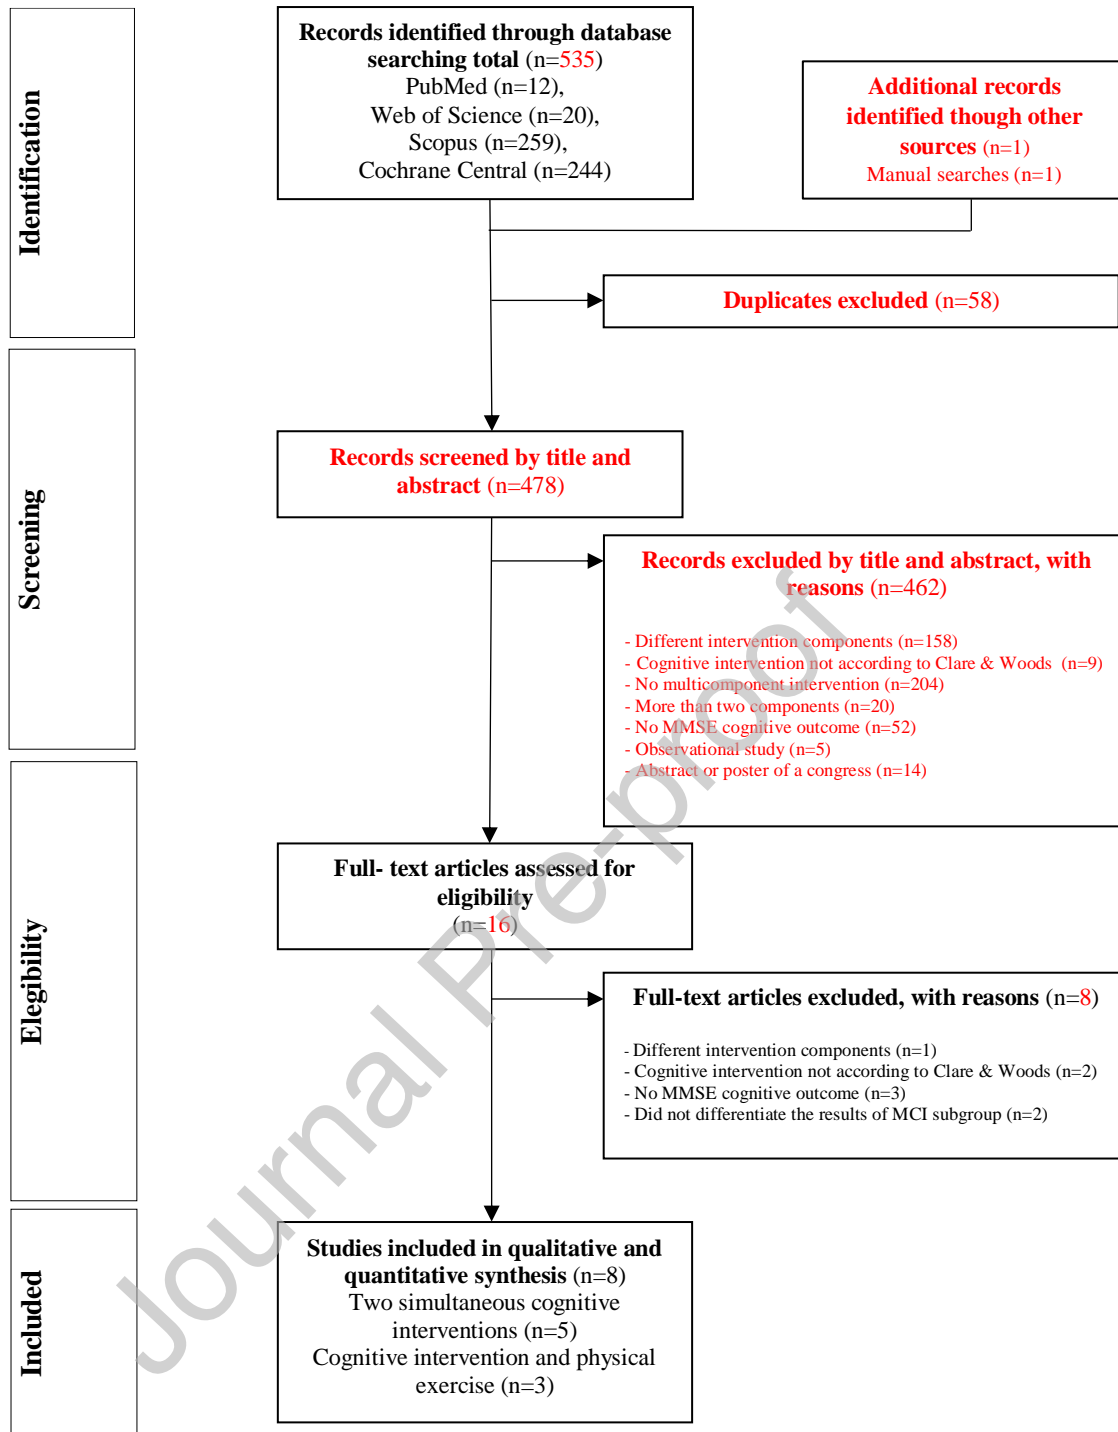 Identification
Records identified through database
searching total (n=535)
PubMed (n=12),
Web of Science (n=20),
Scopus (n=259),
Cochrane Central (n=244)
Additional records
identified though other
sources (n=1)
Manual searches (n=1)
Duplicates excluded (n=58)
Screening
Records screened by title and
abstract (n=478)
Records excluded by title and abstract, with
reasons (n=462)
- Different intervention components (n=158)
- Cognitive intervention not according to Clare & Woods (n=9)
- No multicomponent intervention (n=204)
- More than two components (n=20)
- No MMSE cognitive outcome (n=52)
- Observational study (n=5)
- Abstract or poster of a congress (n=14)
Elegibility
Full- text articles assessed for
eligibility
(n=16)
Full-text articles excluded, with reasons (n=8)
- Different intervention components (n=1)
- Cognitive intervention not according to Clare & Woods (n=2)
- No MMSE cognitive outcome (n=3)
- Did not differentiate the results of MCI subgroup (n=2)
Included
Studies included in qualitative and
quantitative synthesis (n=8)
Two simultaneous cognitive
interventions (n=5)
Cognitive intervention and physical
exercise (n=3)
Journal Pre-proof